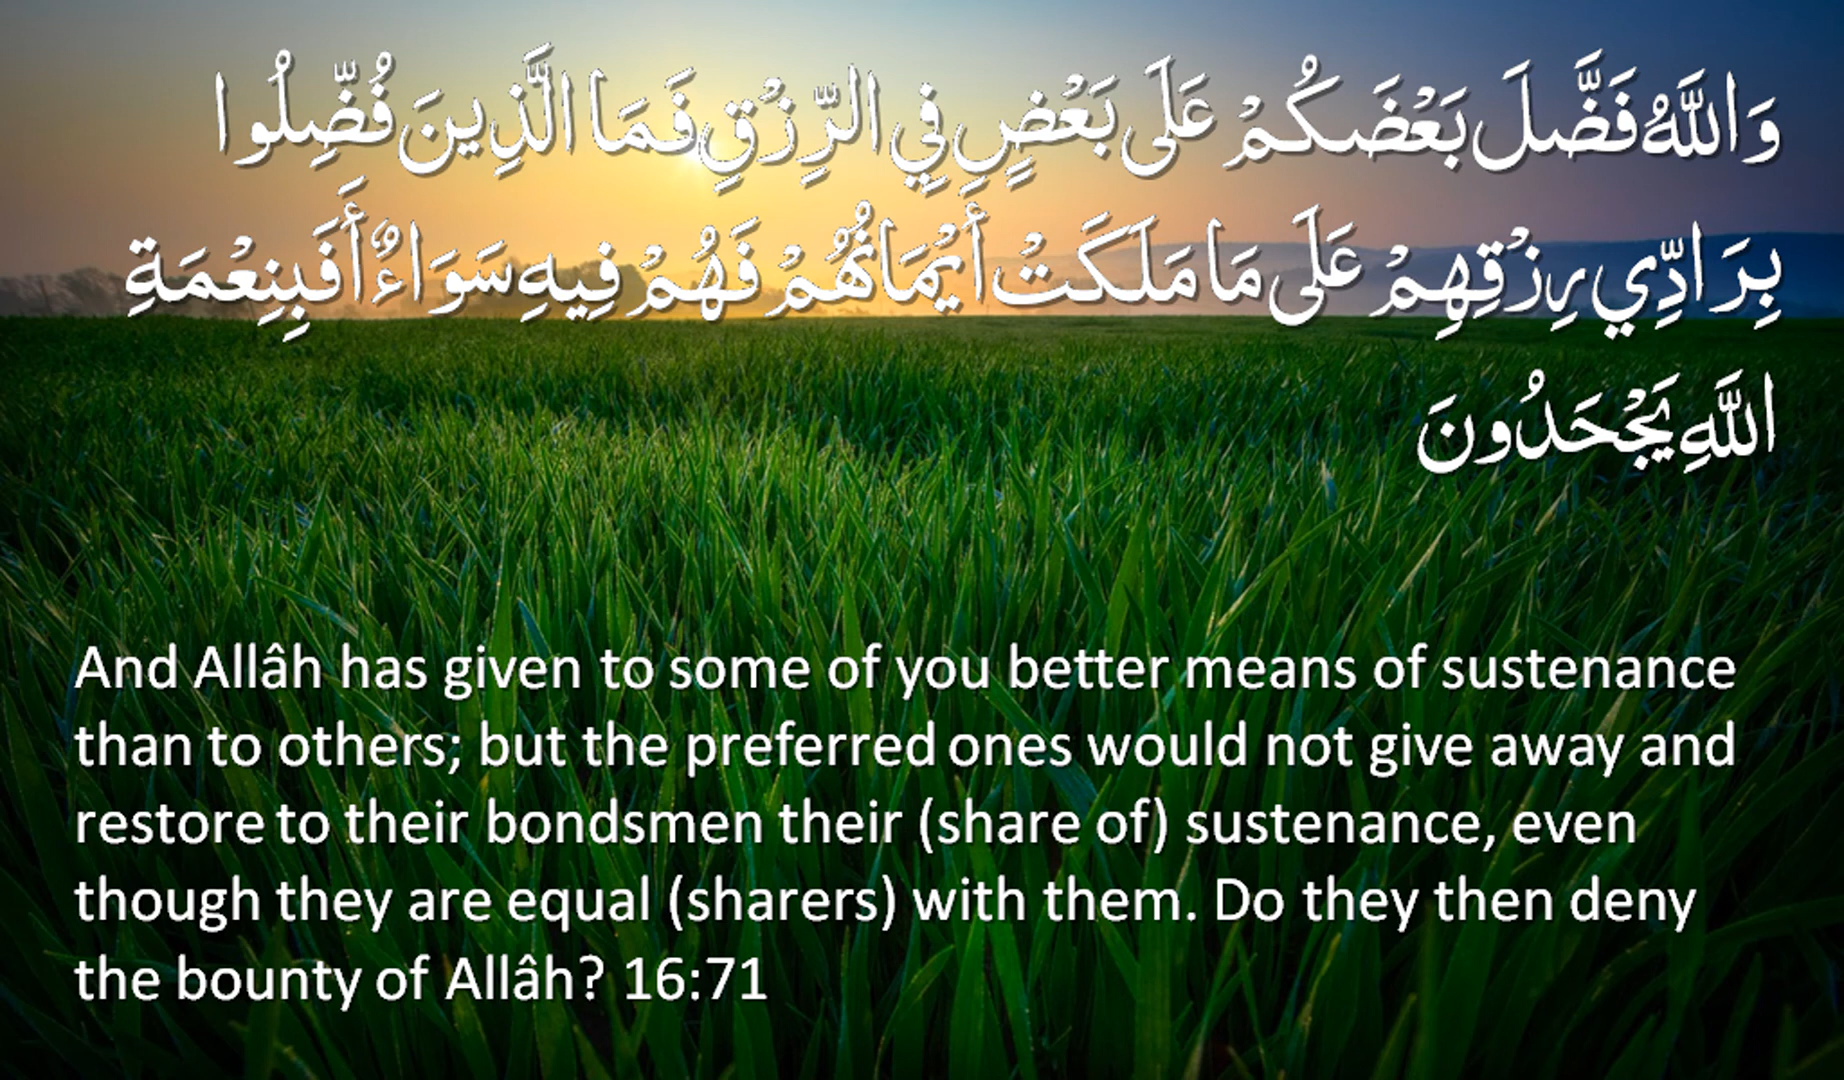 وَاللَّهُ فَضَّلَ بَعْضَكُمْ عَلَى بَعْضٍ فِي الرِّزْقِ فَمَا الَّذِينَ فُضِّلُوا
بِرَادِّي رِزْقِهِمْ عَلَى مَا مَلَكَتْ أَيْمَانُهُمْ فَهُمْ فِيهِ سَوَاءٌ أَفَبِنِعْمَةِ
اللَّهِ يَجْحَدُونَ
And Allâh has given to some of you better means of sustenance
than to others; but the preferred ones would not give away and
restore to their bondsmen their (share of) sustenance, even
though they are equal (sharers) with them. Do they then deny
the bounty of Allâh? 16:71